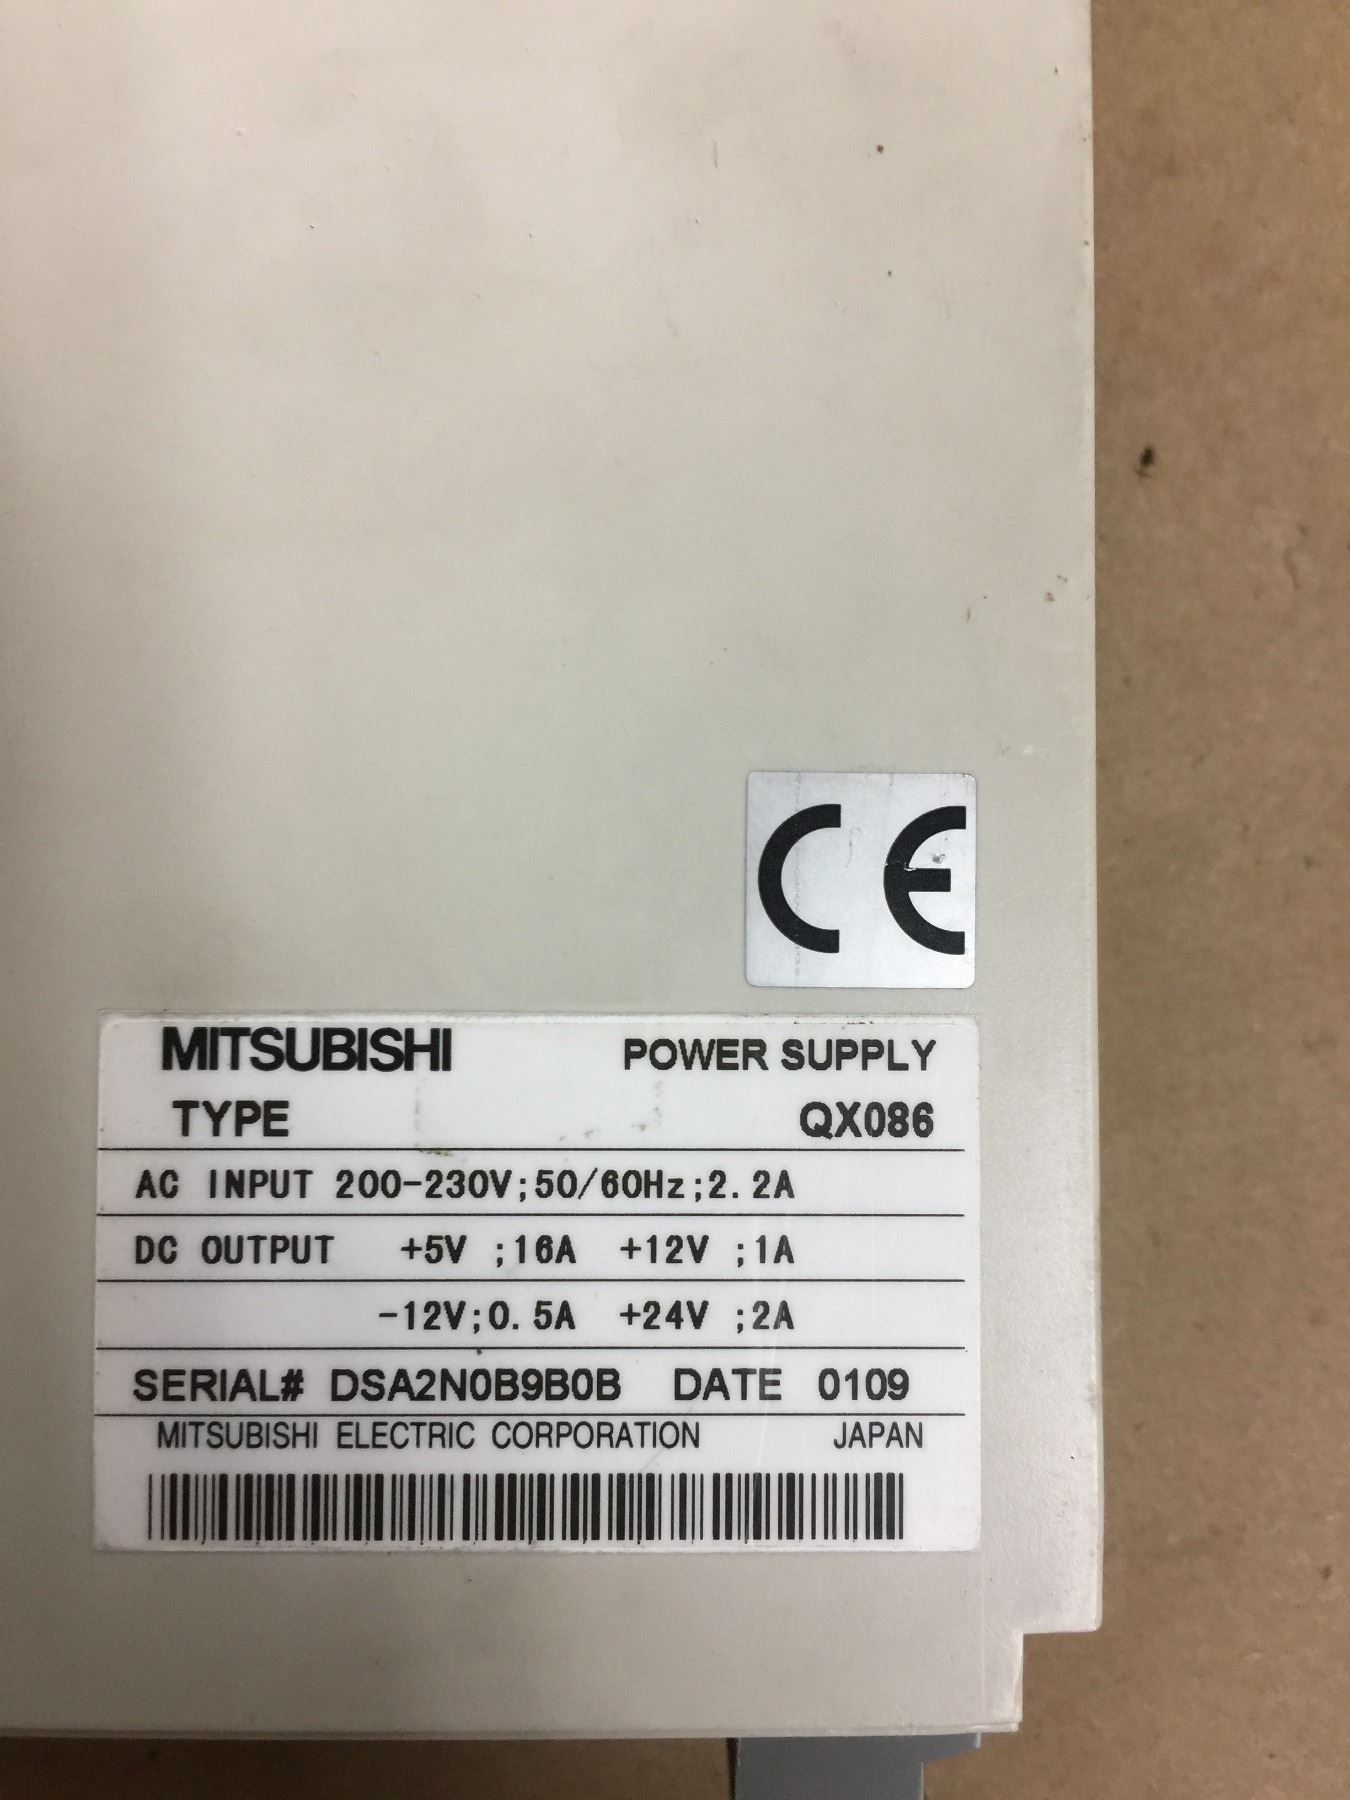 CE
MITSUBISHI POWER SUPPLY
TYPE QX086
AC INPUT 200-230V;50/60Hz;2.2A
DC OUTPUT +5V ;16A +12V ;1A
-12V;0.5A +24V ;2A
SERIAL# DSA2N0B9B0B DATE 0109
MITSUBISHI ELECTRIC CORPORATION JAPAN